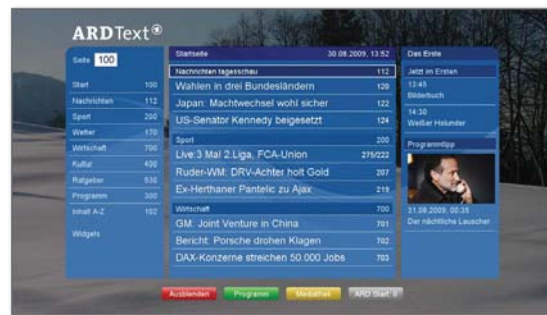 ARD Text
Seite 100
Start 100
Nachrichten 112
Sport 200
Wetter 170
Wirtschaft 700
Kultur 400
Ratgeber 530
Programm 300
Inhalt A-Z 102
Widgets
Startseite 30.08.2009, 13:52
Nachrichten tagesschau 112
Wahlen in drei Bundesländern 120
Japan: Machtwechsel wohl sicher 122
US-Senator Kennedy beigesetzt 124
Sport 200
Live:3 Mal 2.Liga, FCA-Union 275/222
Ruder-WM: DRV-Achter holt Gold 207
Ex-Herthaner Pantelic zu Ajax 219
Wirtschaft 700
GM: Joint Venture in China 701
Bericht: Porsche drohen Klagen 702
DAX-Konzerne streichen 50.000 Jobs 703
Das Erste
Jetzt im Ersten
13:45
Bilderbuch
14:30
Weißer Holunder
Programmtipp
31.08.2009, 00:35
Der nächtliche Lauscher
Ausblenden
Programm
Mediathek
ARD Start: 0